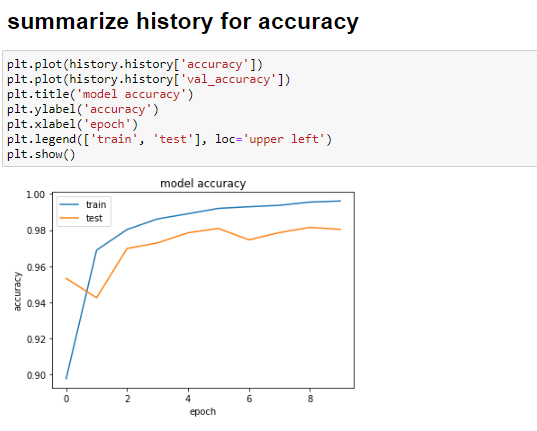 summarize history for accuracy
plt.plot(history.history['accuracy'])
plt.plot(history.history['val_accuracy'])
plt.title('model accuracy')
plt.ylabel('accuracy')
plt.xlabel('epoch')
plt.legend(['train', 'test'], loc='upper left')
plt.show()
model accuracy
train
test
1.00
0.98
0.96
0.94
0.92
0.90
accuracy
0 2 4 6 8
epoch